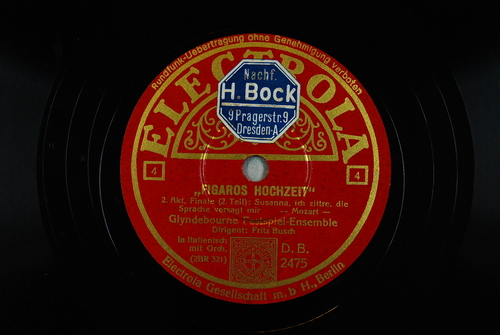 Rundfunk-Uebertragung ohne Genehmigung verboten
ELECTROLA
Nachf.
H. Bock
9 Pragerstr. 9
Dresden-A.
4
4
„FIGAROS HOCHZEIT“
2. Akt, Finale (2. Teil): Susanna, ich zittre, die
Sprache versagt mir — Mozart —
Glyndebourne Festspiel-Ensemble
Dirigent: Fritz Busch
In Italienisch
mit Orch.
(2BR 321)
D. B.
2475
Electrola Gesellschaft m. b H., Berlin